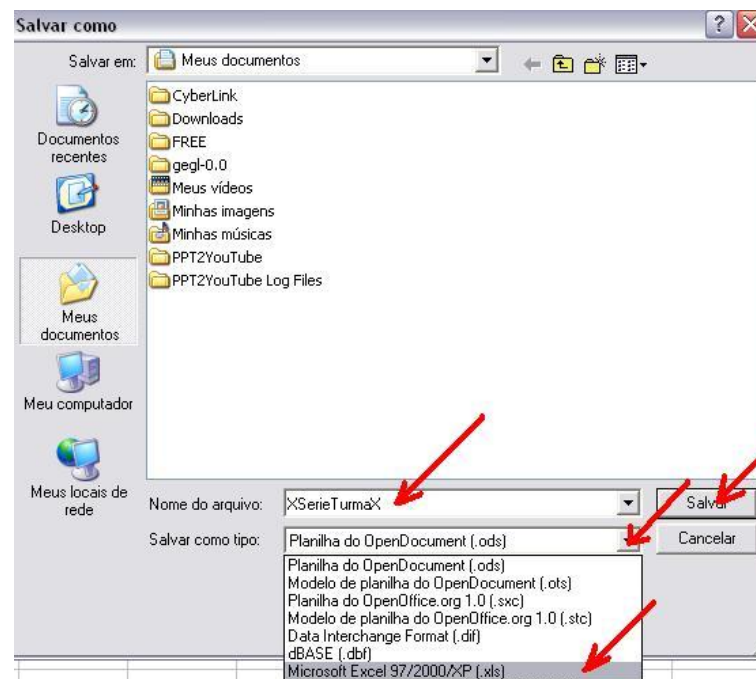 Salvar como
Salvar em:
Meus documentos
CyberLink
Downloads
FREE
gegl-0.0
Meus vídeos
Minhas imagens
Minhas músicas
PPT2YouTube
PPT2YouTube Log Files
Documentos
recentes
Desktop
Meus
documentos
Meu computador
Meus locais de
rede
Nome do arquivo:
XSerieTurmaX
Salvar
Salvar como tipo:
Planilha do OpenDocument (.ods)
Cancelar
Planilha do OpenDocument (.ods)
Modelo de planilha do OpenDocument (.ots)
Planilha do OpenOffice.org 1.0 (.sxc)
Modelo de planilha do OpenOffice.org 1.0 (.stc)
Data Interchange Format (.dif)
dBASE (.dbf)
Microsoft Excel 97/2000/XP (.xls)